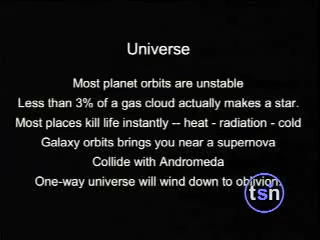 Universe
Most planet orbits are unstable
Less than 3% of a gas cloud actually makes a star.
Most places kill life instantly -- heat - radiation - cold
Galaxy orbits brings you near a supernova
Collide with Andromeda
One-way universe will wind down to oblivion.
tsn